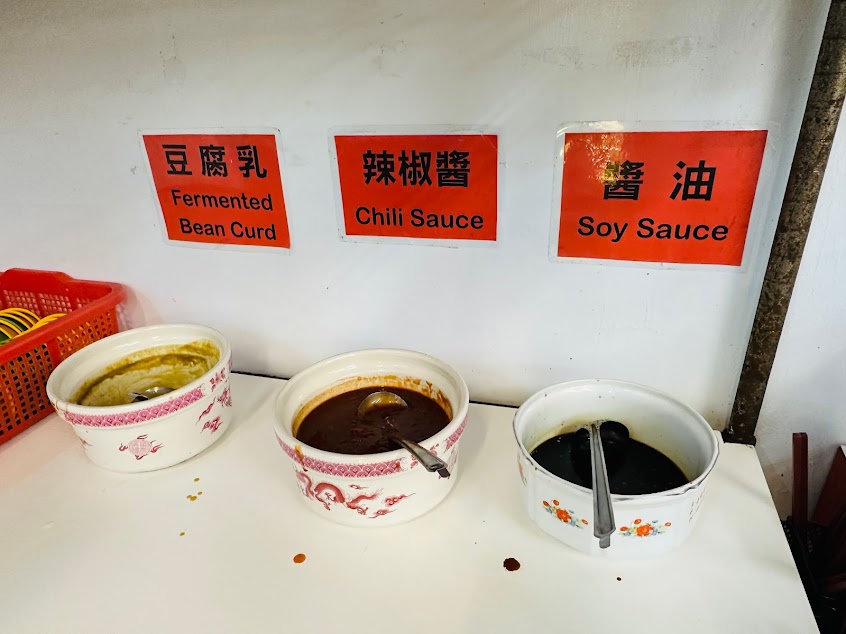 豆腐乳
Fermented
Bean Curd
辣椒醬
Chili Sauce
醬油
Soy Sauce